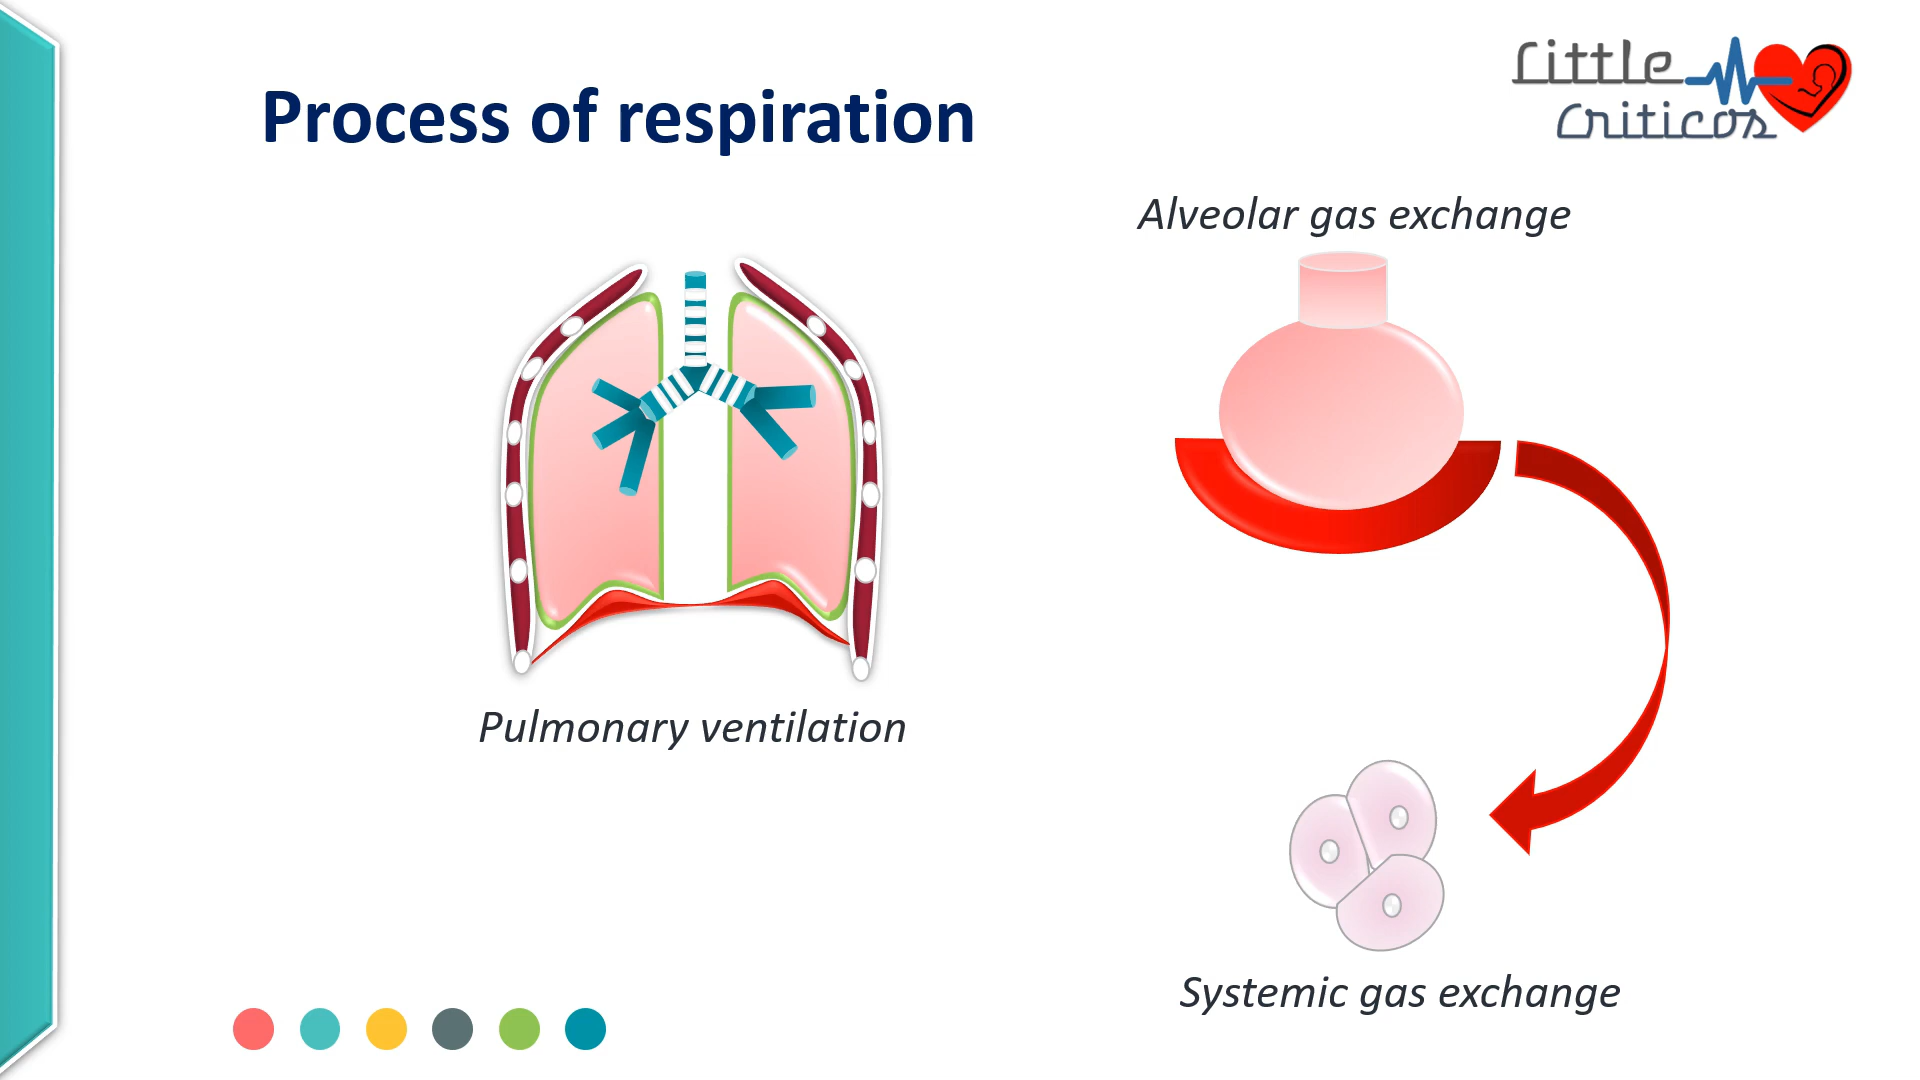 Little
Criticos
Process of respiration
Alveolar gas exchange
Pulmonary ventilation
Systemic gas exchange